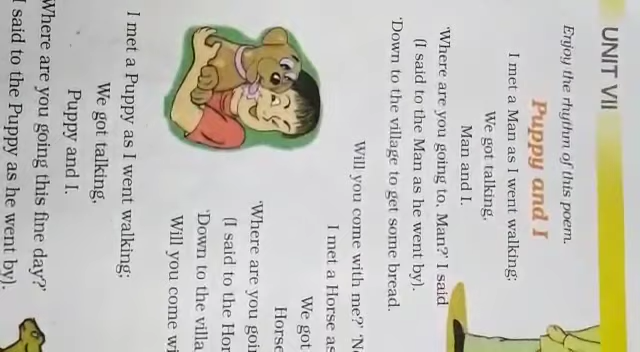 UNIT VII
Enjoy the rhythm of this poem.
Puppy and I
I met a Man as I went walking;
We got talking,
Man and I.
'Where are you going to, Man?' I said
(I said to the Man as he went by).
'Down to the village to get some bread.
Will you come with me?'
I met a Horse as
We got
Horse
'Where are you
(I said to the
'Down to the
Will you come
I met a Puppy as I went walking;
We got talking,
Puppy and I.
Where are you going this fine day?'
I said to the Puppy as he went by).